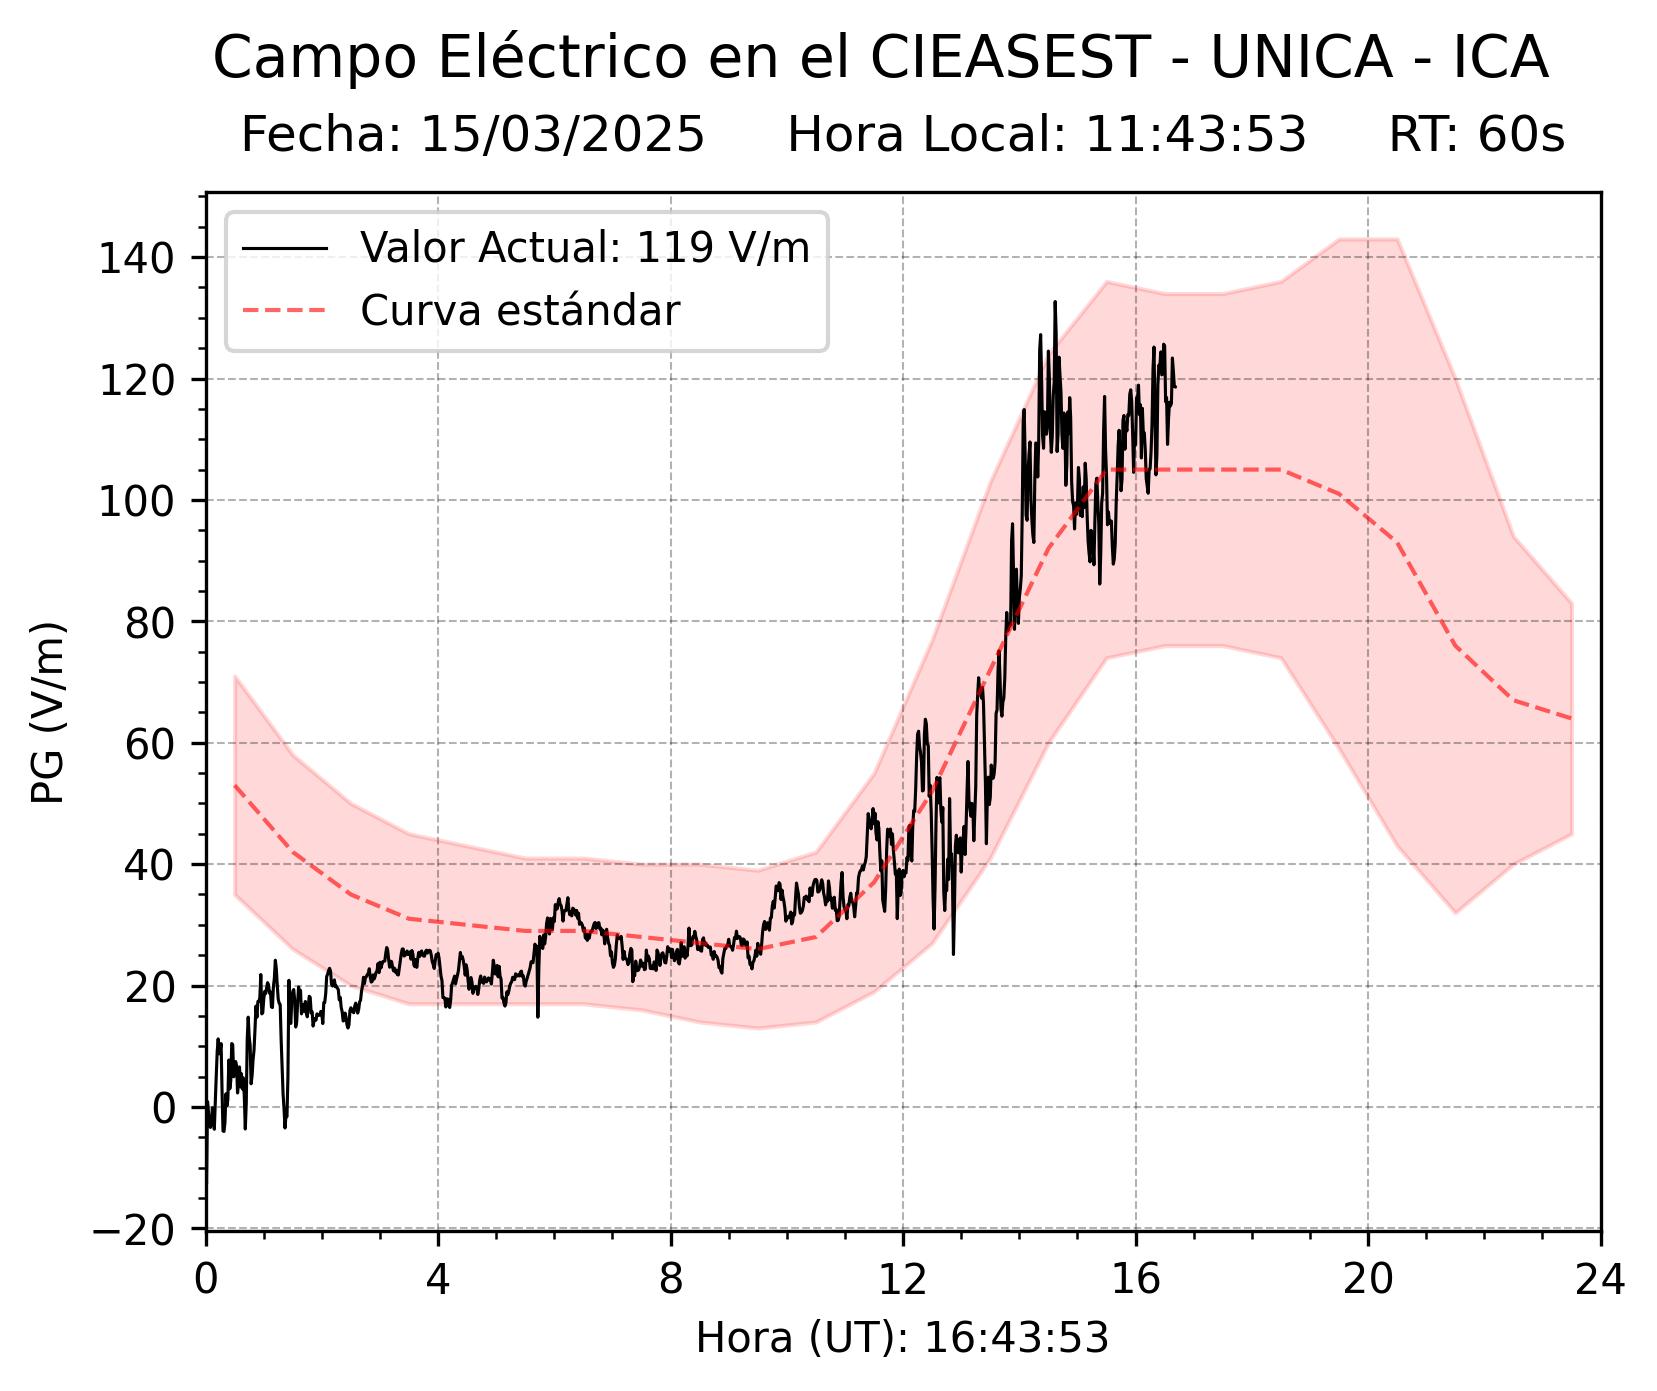 Campo Eléctrico en el CIEASEST - UNICA - ICA
Fecha: 15/03/2025 Hora Local: 11:43:53 RT: 60s
Valor Actual: 119 V/m
Curva estándar
PG (V/m)
140
120
100
80
60
40
20
0
−20
0 4 8 12 16 20 24
Hora (UT): 16:43:53